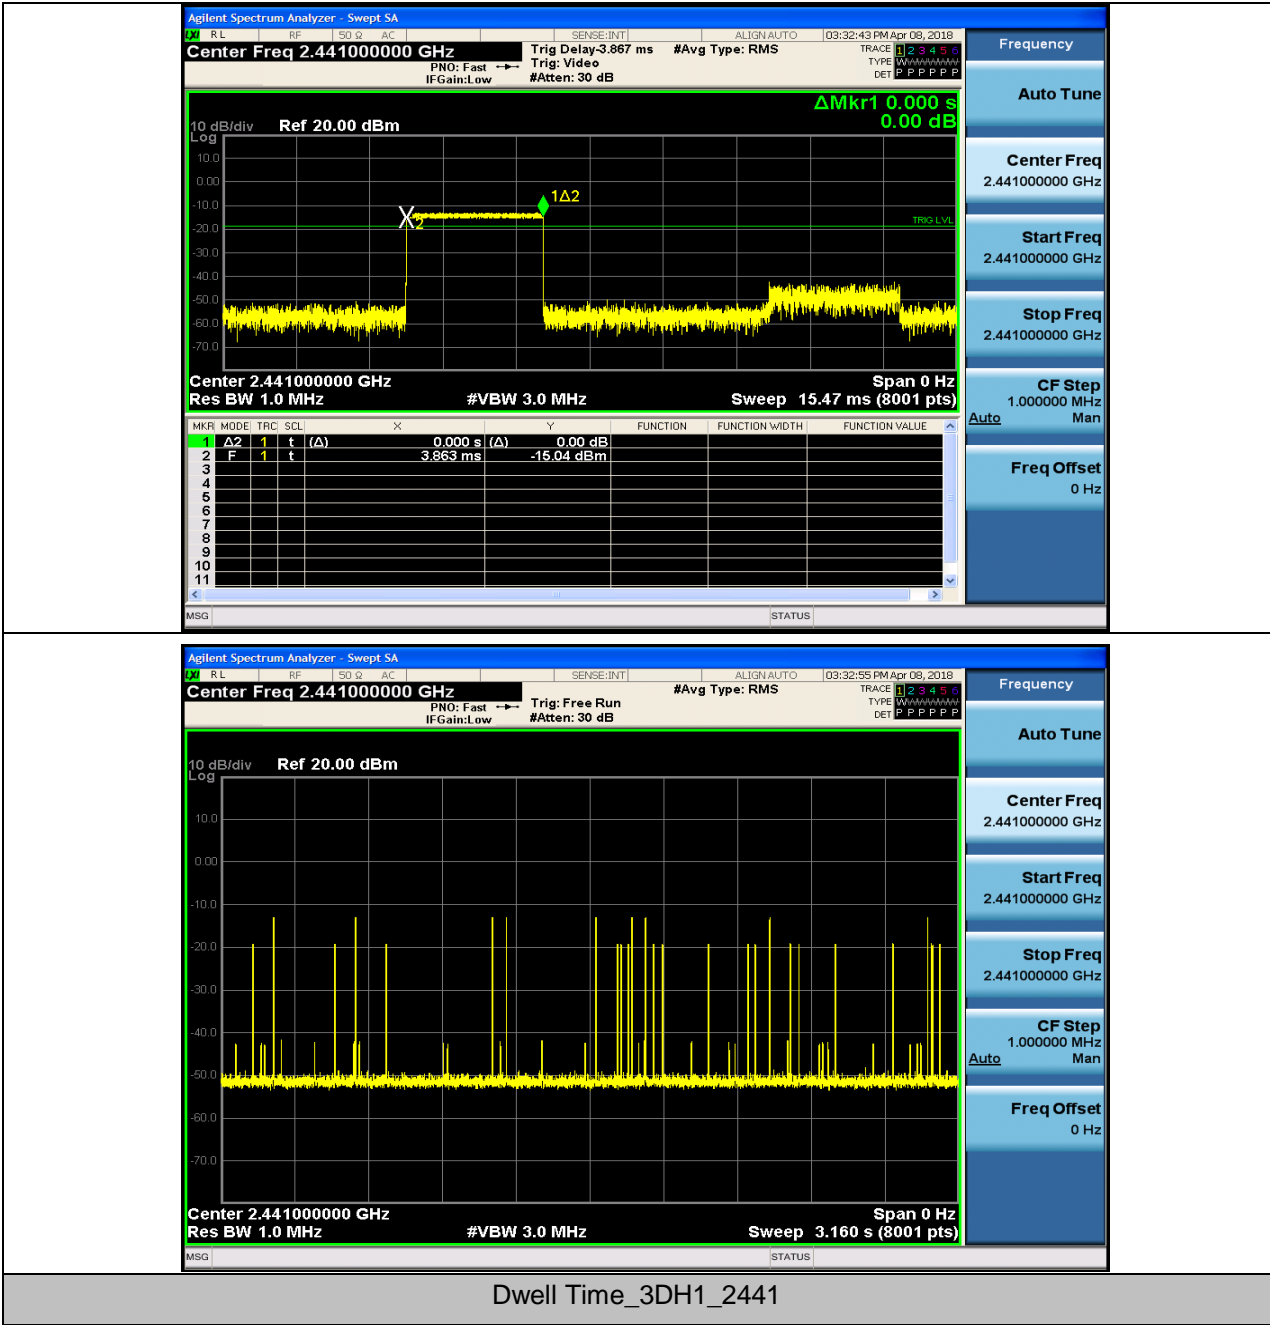 Agilent Spectrum Analyzer - Swept SA
LXI RL RF 50 Ω AC SENSE:INT ALIGN AUTO 03:32:43 PM Apr 08, 2018
Center Freq 2.441000000 GHz
Trig Delay-3.867 ms #Avg Type: RMS
TRACE 1 2 3 4 5 6
PNO: Fast Trig: Video
TYPE
IFGain:Low #Atten: 30 dB
DET P P P P P P
ΔMkr1 0.000 s
0.00 dB
10 dB/div Ref 20.00 dBm
Log
10.0
0.00
1Δ2
-10.0
2
TRIG LVL
-20.0
-30.0
-40.0
-50.0
-60.0
-70.0
Center 2.441000000 GHz Span 0 Hz
Res BW 1.0 MHz #VBW 3.0 MHz Sweep 15.47 ms (8001 pts)
MKR MODE TRC SCL X Y FUNCTION FUNCTION WIDTH FUNCTION VALUE
1 Δ2 1 t (Δ) 0.000 s (Δ) 0.00 dB
2 F 1 t 3.863 ms -15.04 dBm
3
4
5
6
7
8
9
10
11
MSG STATUS
Frequency
Auto Tune
Center Freq
2.441000000 GHz
Start Freq
2.441000000 GHz
Stop Freq
2.441000000 GHz
CF Step
1.000000 MHz
Auto Man
Freq Offset
0 Hz
Agilent Spectrum Analyzer - Swept SA
LXI RL RF 50 Ω AC SENSE:INT ALIGN AUTO 03:32:55 PM Apr 08, 2018
Center Freq 2.441000000 GHz
#Avg Type: RMS
TRACE 1 2 3 4 5 6
PNO: Fast Trig: Free Run
TYPE
IFGain:Low #Atten: 30 dB
DET P P P P P P
10 dB/div Ref 20.00 dBm
Log
10.0
0.00
-10.0
-20.0
-30.0
-40.0
-50.0
-60.0
-70.0
Center 2.441000000 GHz Span 0 Hz
Res BW 1.0 MHz #VBW 3.0 MHz Sweep 3.160 s (8001 pts)
MSG STATUS
Frequency
Auto Tune
Center Freq
2.441000000 GHz
Start Freq
2.441000000 GHz
Stop Freq
2.441000000 GHz
CF Step
1.000000 MHz
Auto Man
Freq Offset
0 Hz
Dwell Time_3DH1_2441